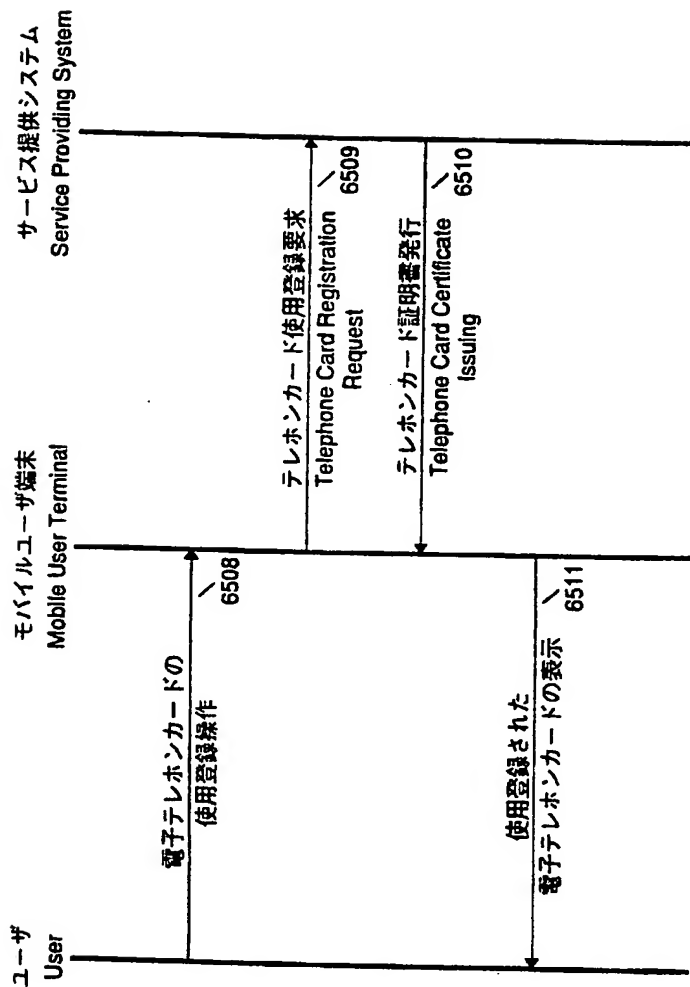 ユーザ
User
モバイルユーザ端末
Mobile User Terminal
サービス提供システム
Service Providing System
電子テレホンカードの
使用登録操作
6508
テレホンカード使用登録要求
Telephone Card Registration
Request
6509
テレホンカード証明書発行
Telephone Card Certificate
Issuing
6510
使用登録された
電子テレホンカードの表示
6511